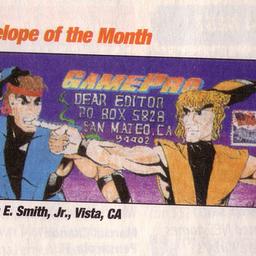 elope of the Month
GAMEPRO
DEAR EDITOR
PO BOX 5828
SAN MATEO, CA
94402
E. Smith, Jr., Vista, CA